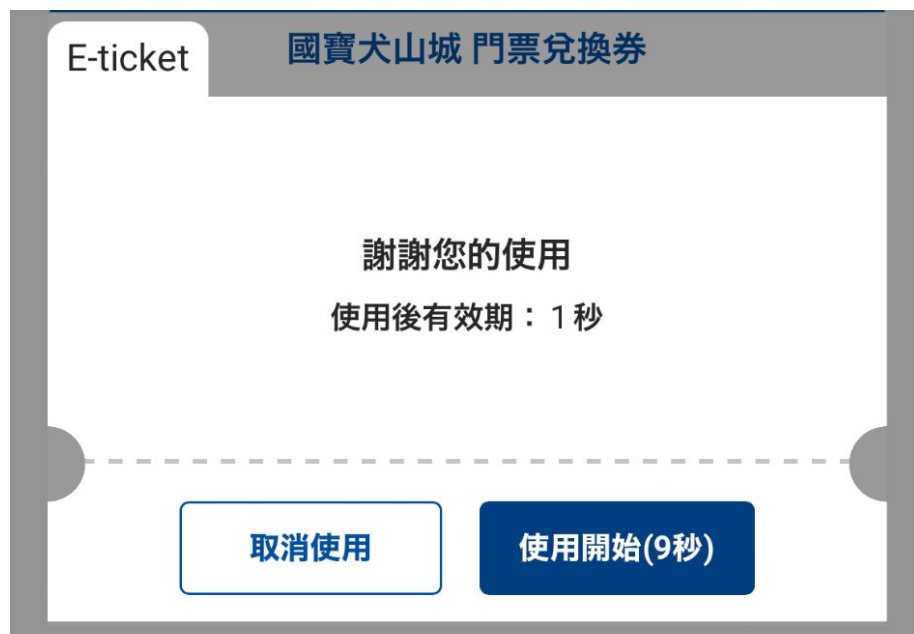 E-ticket
國寶犬山城 門票兌換券
謝謝您的使用
使用後有效期：1秒
取消使用
使用開始(9秒)